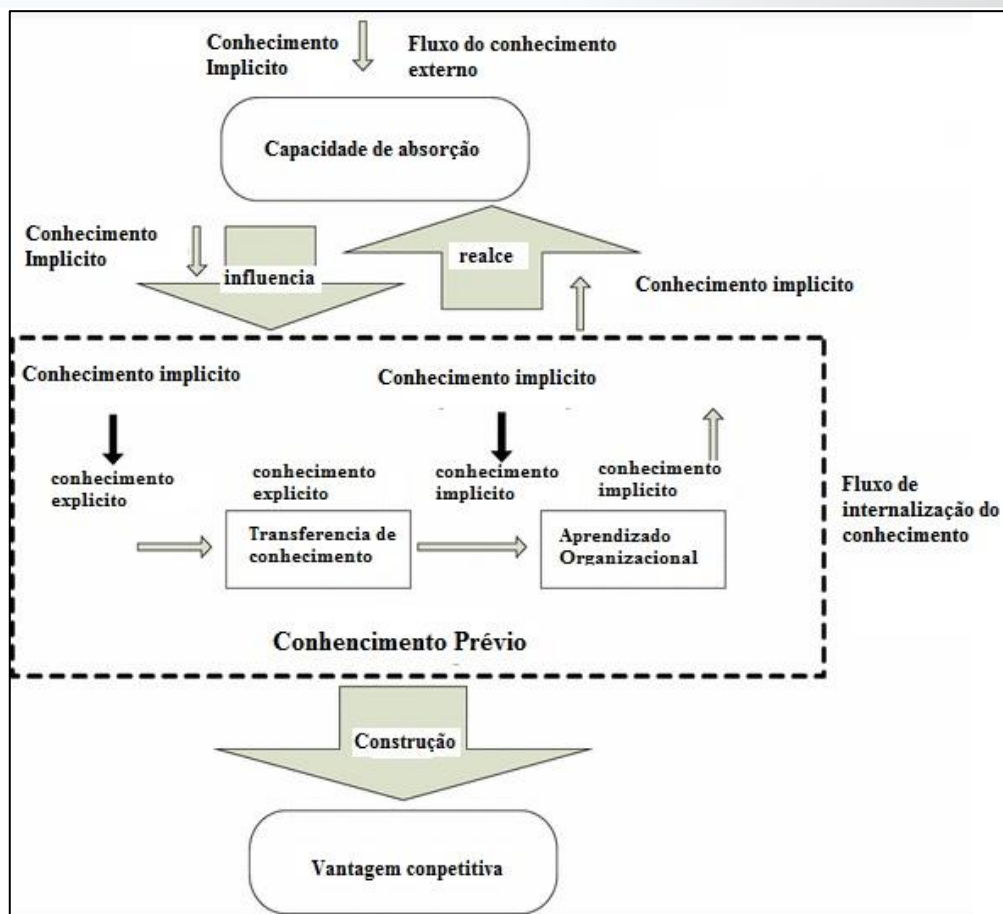 Conhecimento
Implicito
Fluxo do conhecimento
externo
Capacidade de absorção
Conhecimento
Implicito
influencia
realce
Conhecimento implicito
Conhecimento implicito
Conhecimento implicito
conhecimento
explicito
conhecimento
explicito
conhecimento
implicito
conhecimento
implicito
Transferencia de
conhecimento
Aprendizado
Organizacional
Fluxo de
internalização do
conhecimento
Conhencimento Prévio
Construção
Vantagem conpetitiva